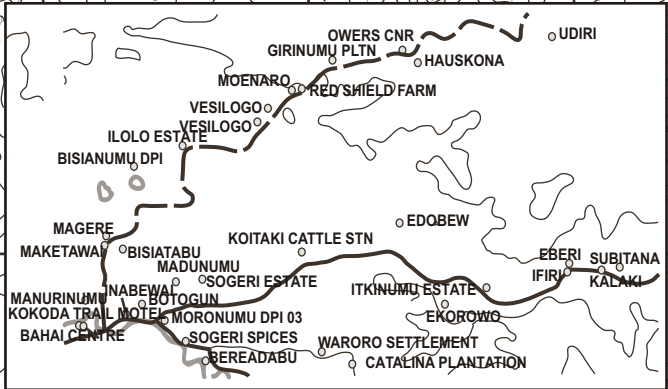 OWERS CNR
UDIRI
GIRINUMU PLTN
HAUSKONA
MOENARO
RED SHIELD FARM
VESILOGO
VESILOGO
ILOLO ESTATE
BISIANUMU DPI
EDOBEW
MAGERE
KOITAKI CATTLE STN
MAKETAWAI
BISIATABU
EBERI
SUBITANA
MADUNUMU
IFIRI
SOGERI ESTATE
KALAKI
ITKINUMU ESTATE
INABEWAI
MANURINUMU
BOTOGUN
KOKODA TRAIL MOTEL
MORONUMU DPI 03
EKOROWO
BAHAI CENTRE
SOGERI SPICES
WARORO SETTLEMENT
BEREADABU
CATALINA PLANTATION